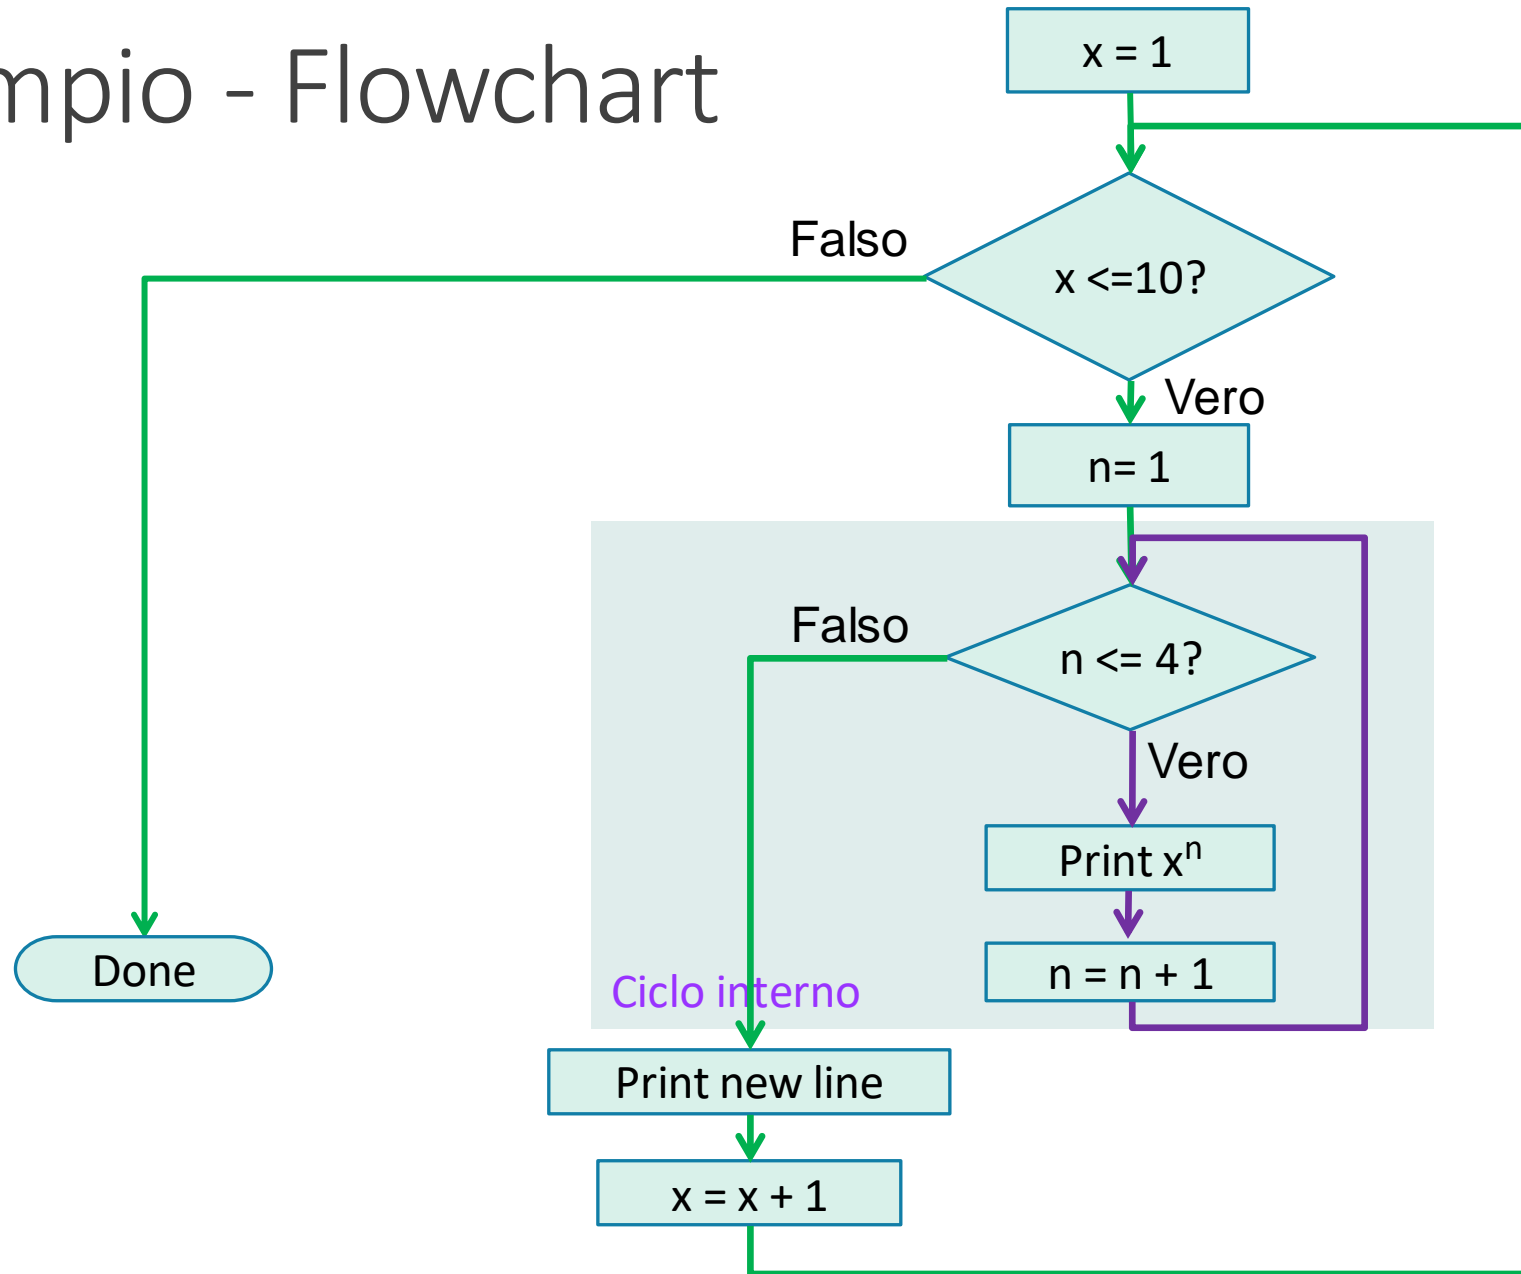 mpio - Flowchart
x = 1
Falso
x <=10?
Vero
n= 1
Falso
n <= 4?
Vero
Print xⁿ
n = n + 1
Ciclo interno
Done
Print new line
x = x + 1